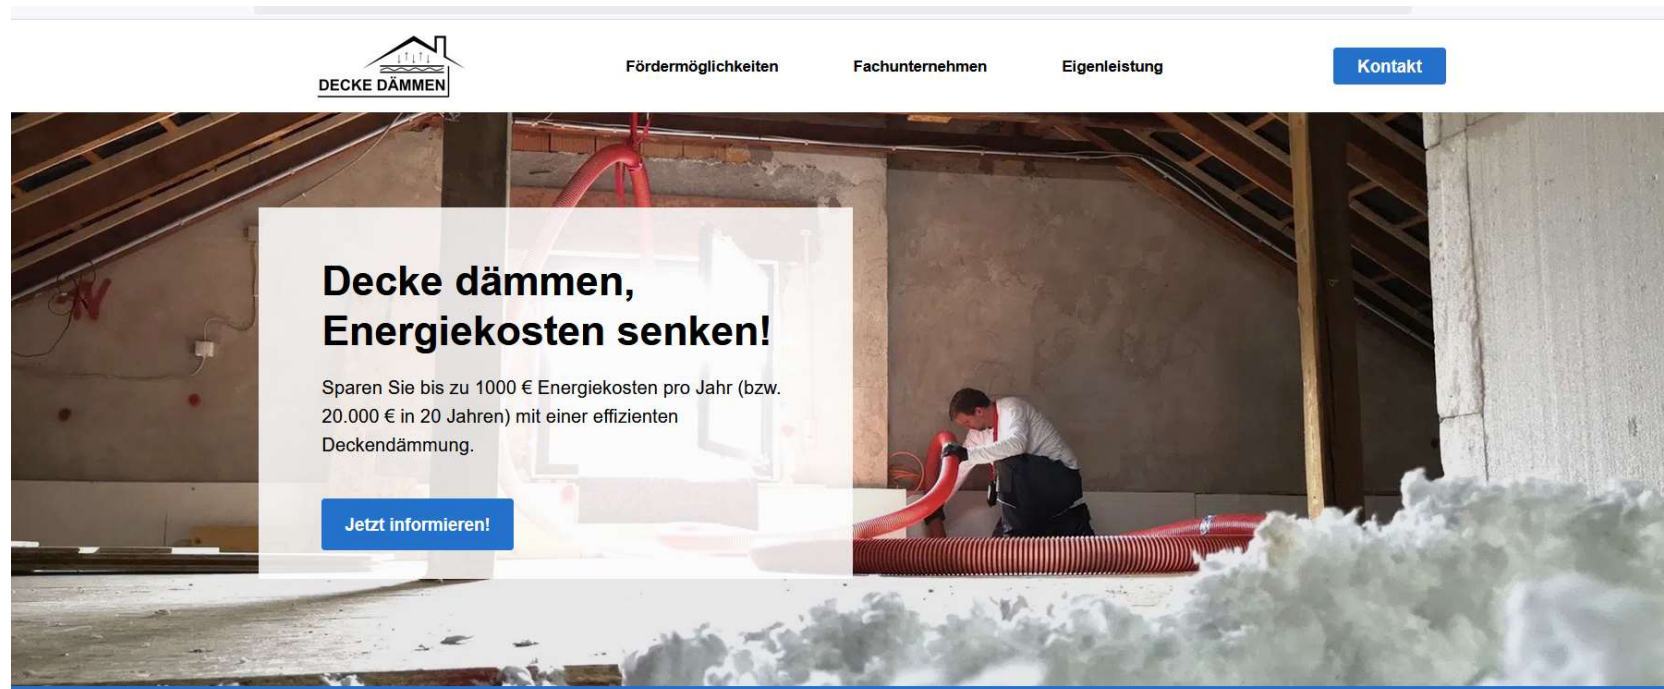 DECKE DÄMMEN
Fördermöglichkeiten
Fachunternehmen
Eigenleistung
Kontakt
Decke dämmen,
Energiekosten senken!
Sparen Sie bis zu 1000 € Energiekosten pro Jahr (bzw.
20.000 € in 20 Jahren) mit einer effizienten
Deckendämmung.
Jetzt informieren!